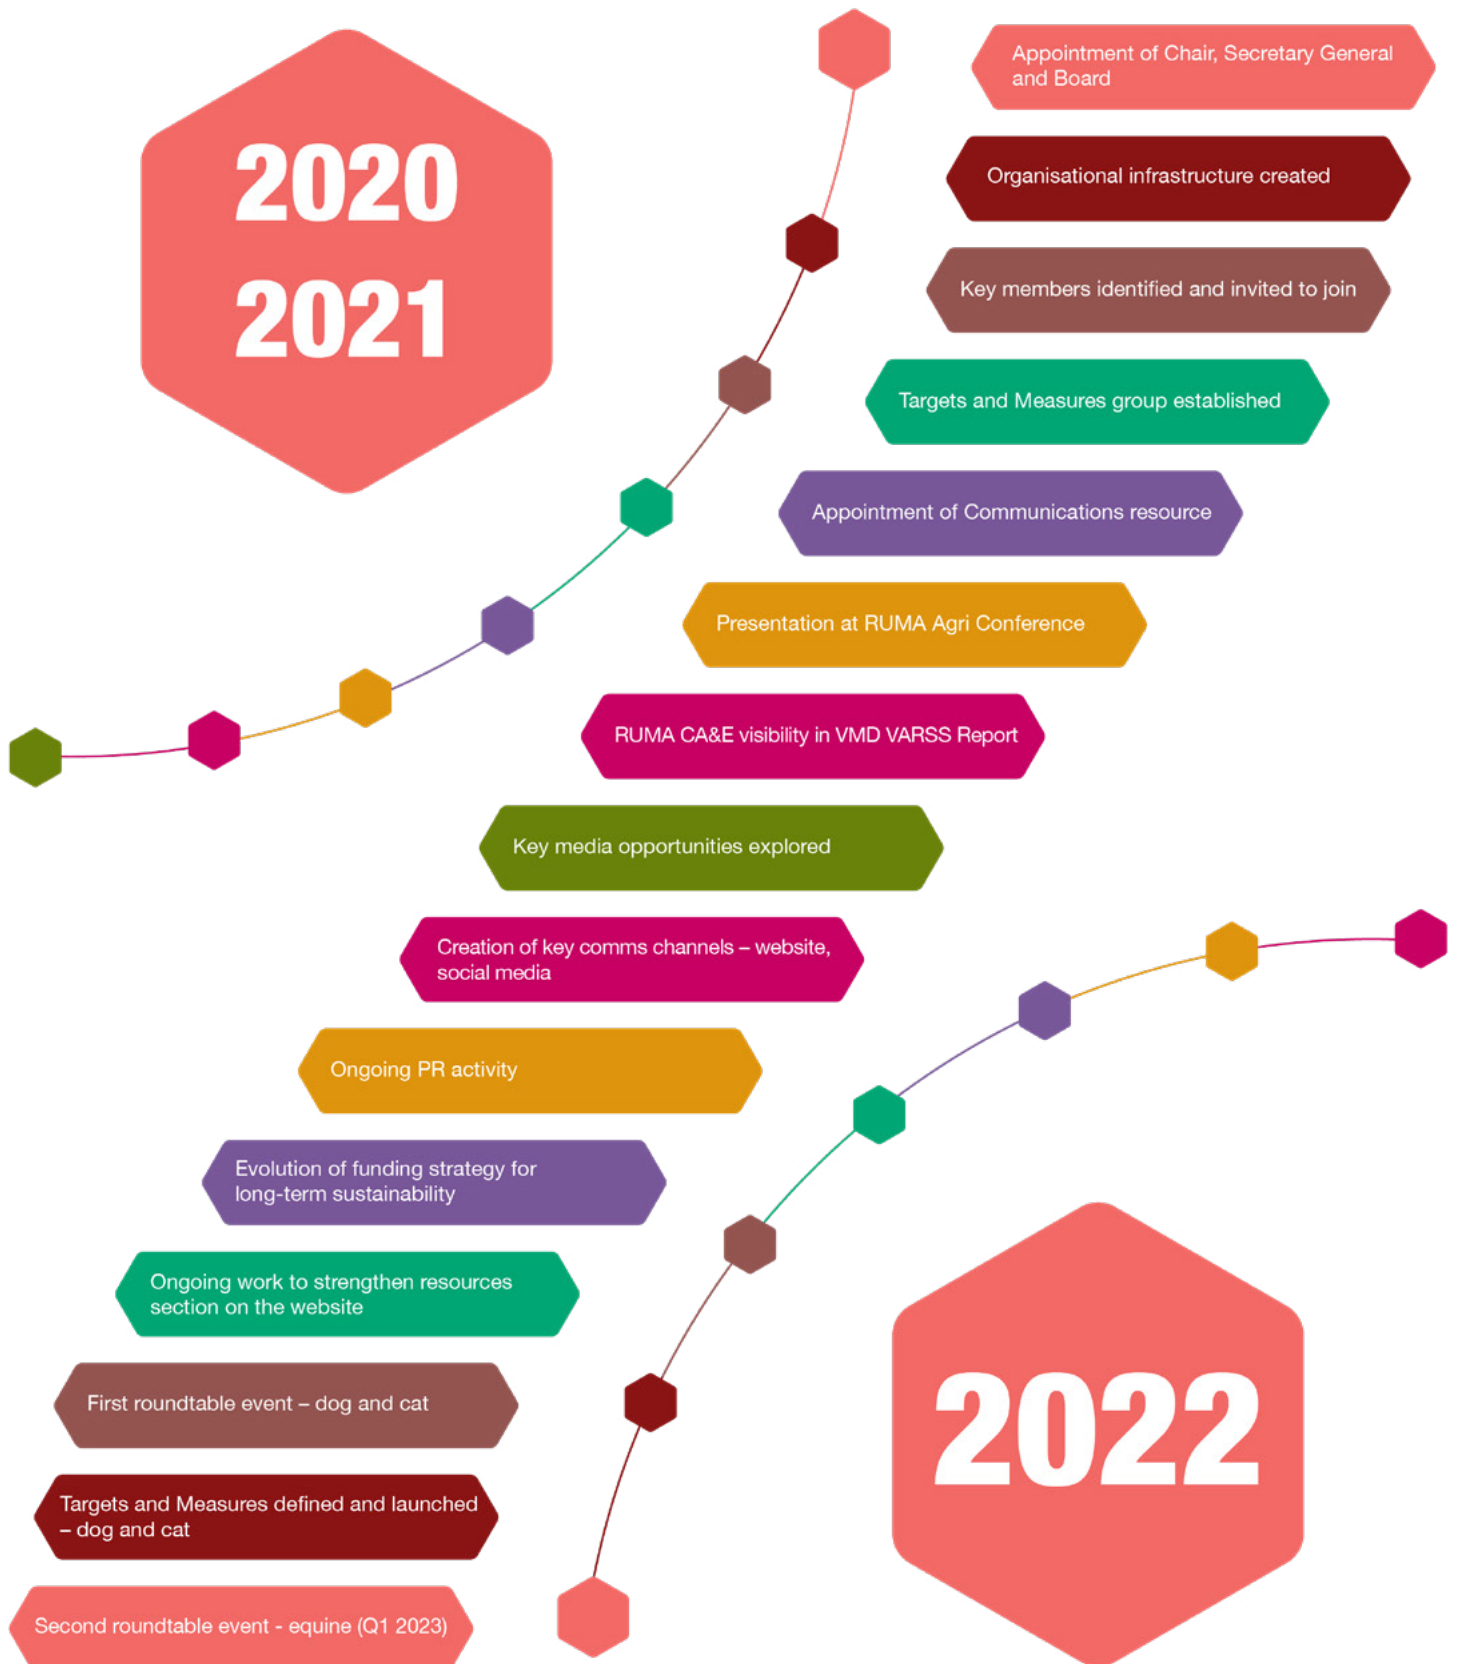 2020
2021
Appointment of Chair, Secretary General
and Board
Organisational infrastructure created
Key members identified and invited to join
Targets and Measures group established
Appointment of Communications resource
Presentation at RUMA Agri Conference
RUMA CA&E visibility in VMD VARSS Report
Key media opportunities explored
Creation of key comms channels – website,
social media
Ongoing PR activity
Evolution of funding strategy for
long-term sustainability
Ongoing work to strengthen resources
section on the website
First roundtable event – dog and cat
Targets and Measures defined and launched
– dog and cat
Second roundtable event - equine (Q1 2023)
2022